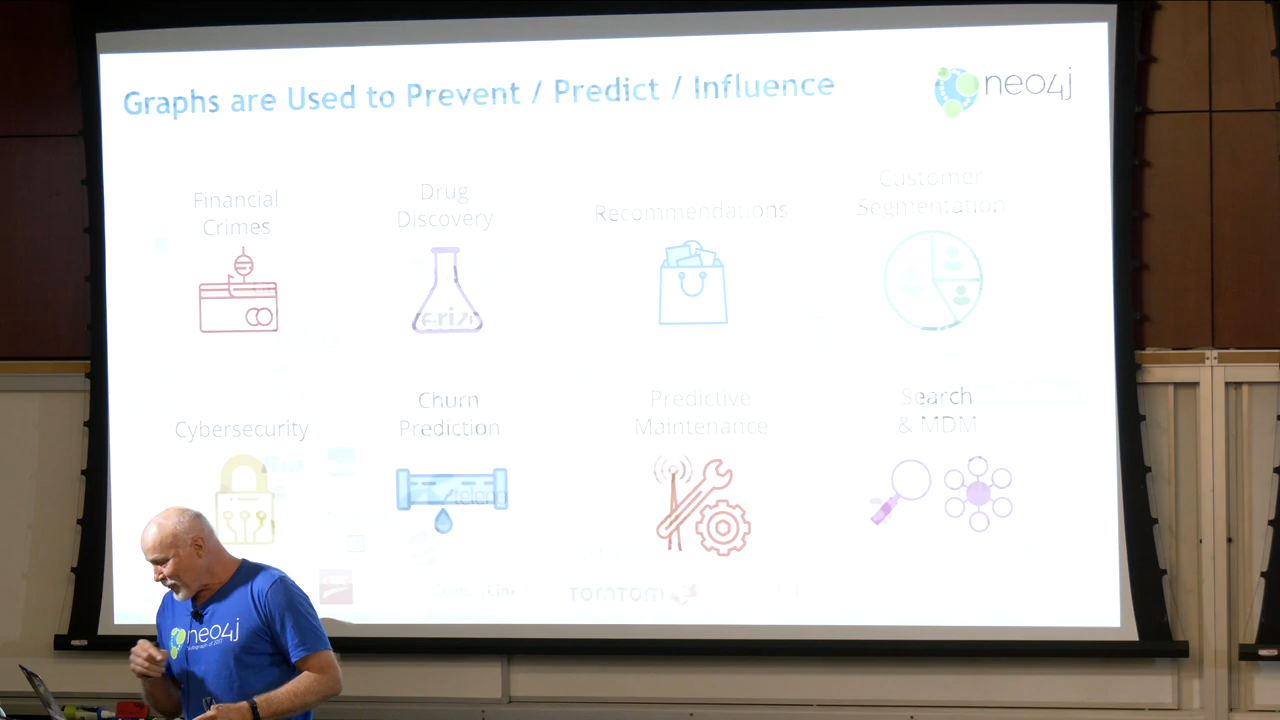 Graphs are Used to Prevent / Predict / Influence
neo4j
Financial
Crimes
Drug
Discovery
Recommendations
Customer
Segmentation
Cybersecurity
Churn
Prediction
Predictive
Maintenance
Search
& MDM
TOMTOM
neo4j